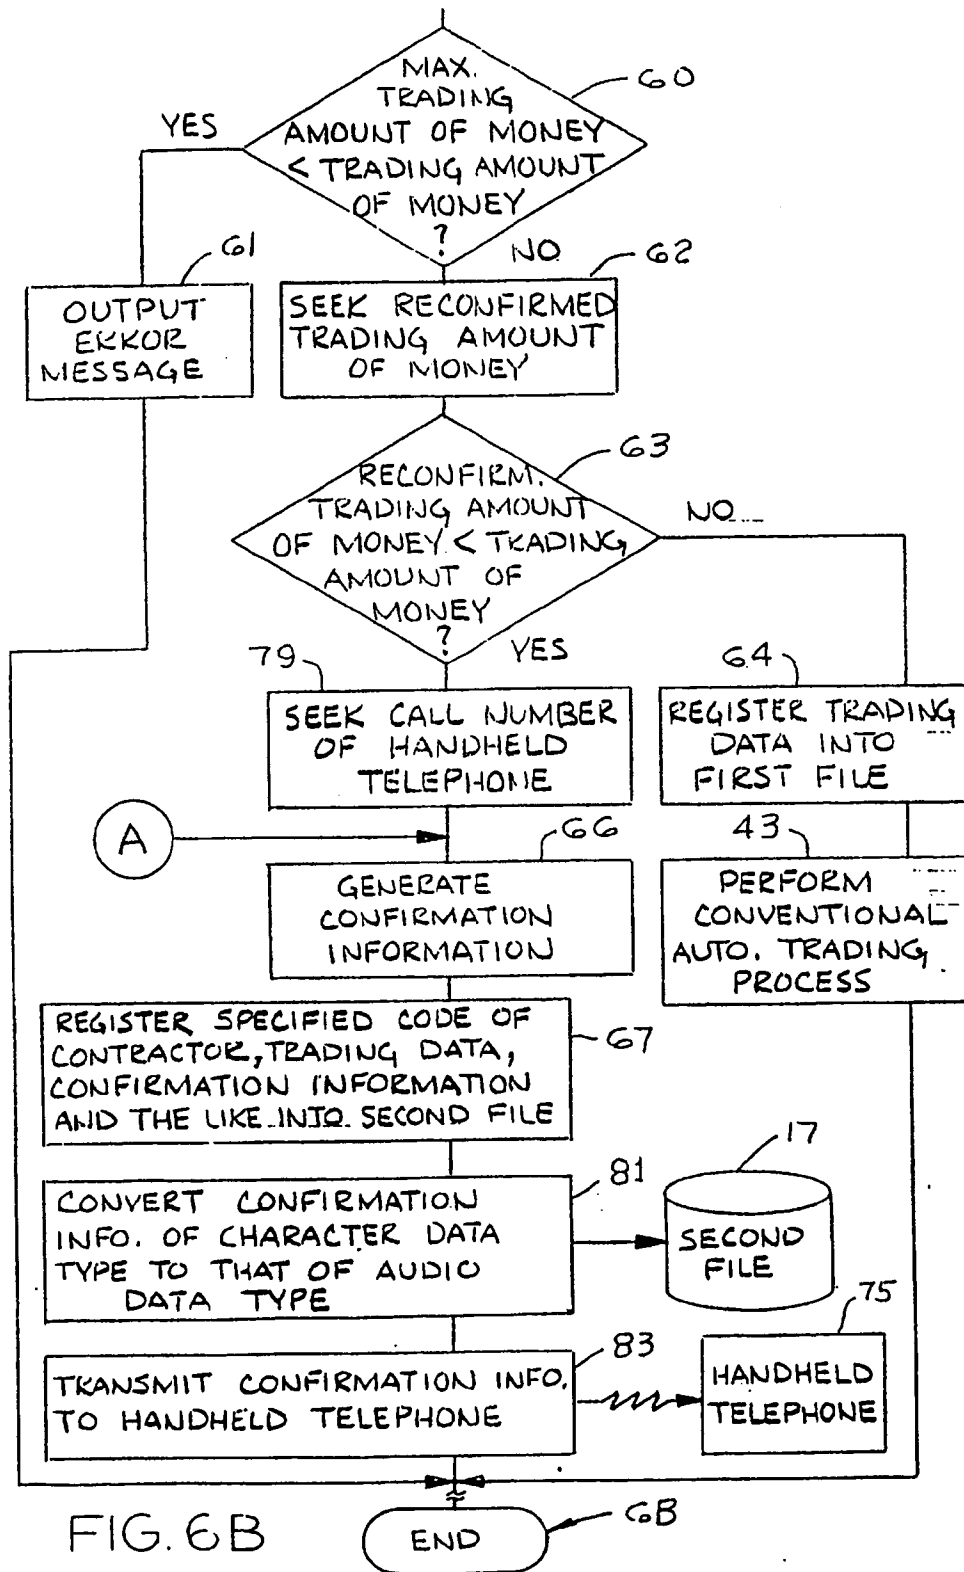 MAX.
TRADING
AMOUNT OF MONEY
< TRADING AMOUNT
OF MONEY
?
60
YES
NO
61
OUTPUT
ERROR
MESSAGE
62
SEEK RECONFIRMED
TRADING AMOUNT
OF MONEY
63
RECONFIRM.
TRADING AMOUNT
OF MONEY < TRADING
AMOUNT OF
MONEY
?
NO
YES
79
SEEK CALL NUMBER
OF HANDHELD
TELEPHONE
64
REGISTER TRADING
DATA INTO
FIRST FILE
A
66
GENERATE
CONFIRMATION
INFORMATION
43
PERFORM
CONVENTIONAL
AUTO. TRADING
PROCESS
REGISTER SPECIFIED CODE OF
CONTRACTOR, TRADING DATA,
CONFIRMATION INFORMATION
AND THE LIKE INTO SECOND FILE
67
CONVERT CONFIRMATION
INFO. OF CHARACTER DATA
TYPE TO THAT OF AUDIO
DATA TYPE
81
17
SECOND
FILE
TRANSMIT CONFIRMATION INFO.
TO HANDHELD TELEPHONE
83
75
HANDHELD
TELEPHONE
FIG. 6B
END
6B